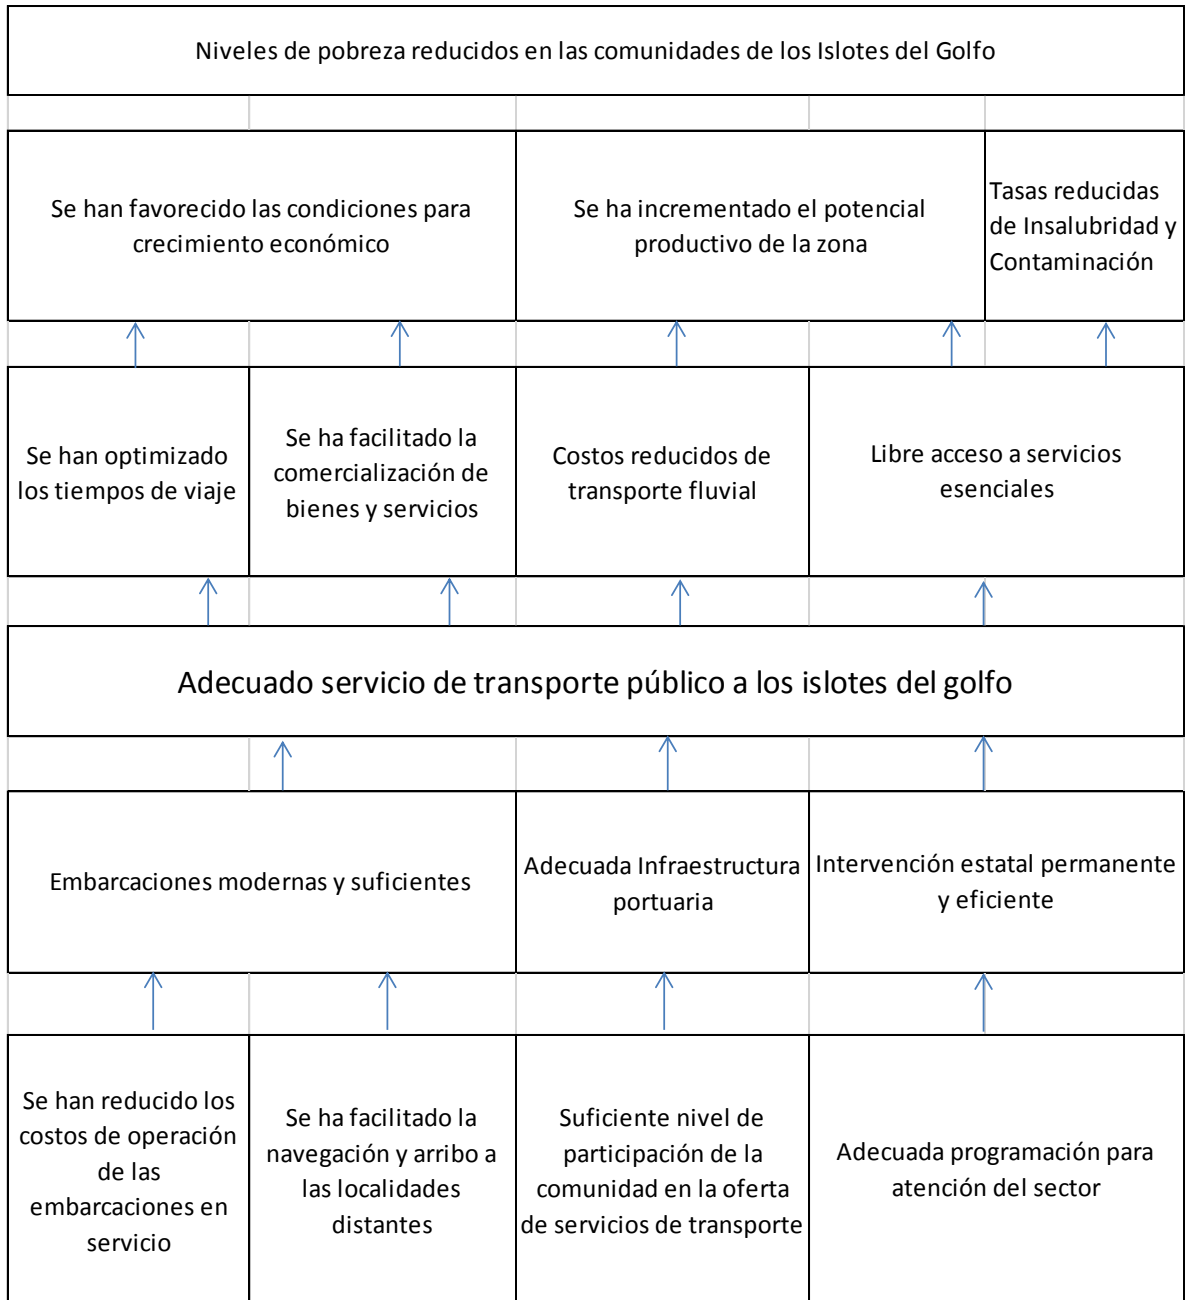 Niveles de pobreza reducidos en las comunidades de los Islotes del Golfo
Se han favorecido las condiciones para
crecimiento económico
Se ha incrementado el potencial
productivo de la zona
Tasas reducidas
de Insalubridad y
Contaminación
Se han optimizado
los tiempos de viaje
Se ha facilitado la
comercialización de
bienes y servicios
Costos reducidos de
transporte fluvial
Libre acceso a servicios
esenciales
Adecuado servicio de transporte público a los islotes del golfo
Embarcaciones modernas y suficientes
Adecuada Infraestructura
portuaria
Intervención estatal permanente
y eficiente
Se han reducido los
costos de operación
de las
embarcaciones en
servicio
Se ha facilitado la
navegación y arribo a
las localidades
distantes
Suficiente nivel de
participación de la
comunidad en la oferta
de servicios de transporte
Adecuada programación para
atención del sector